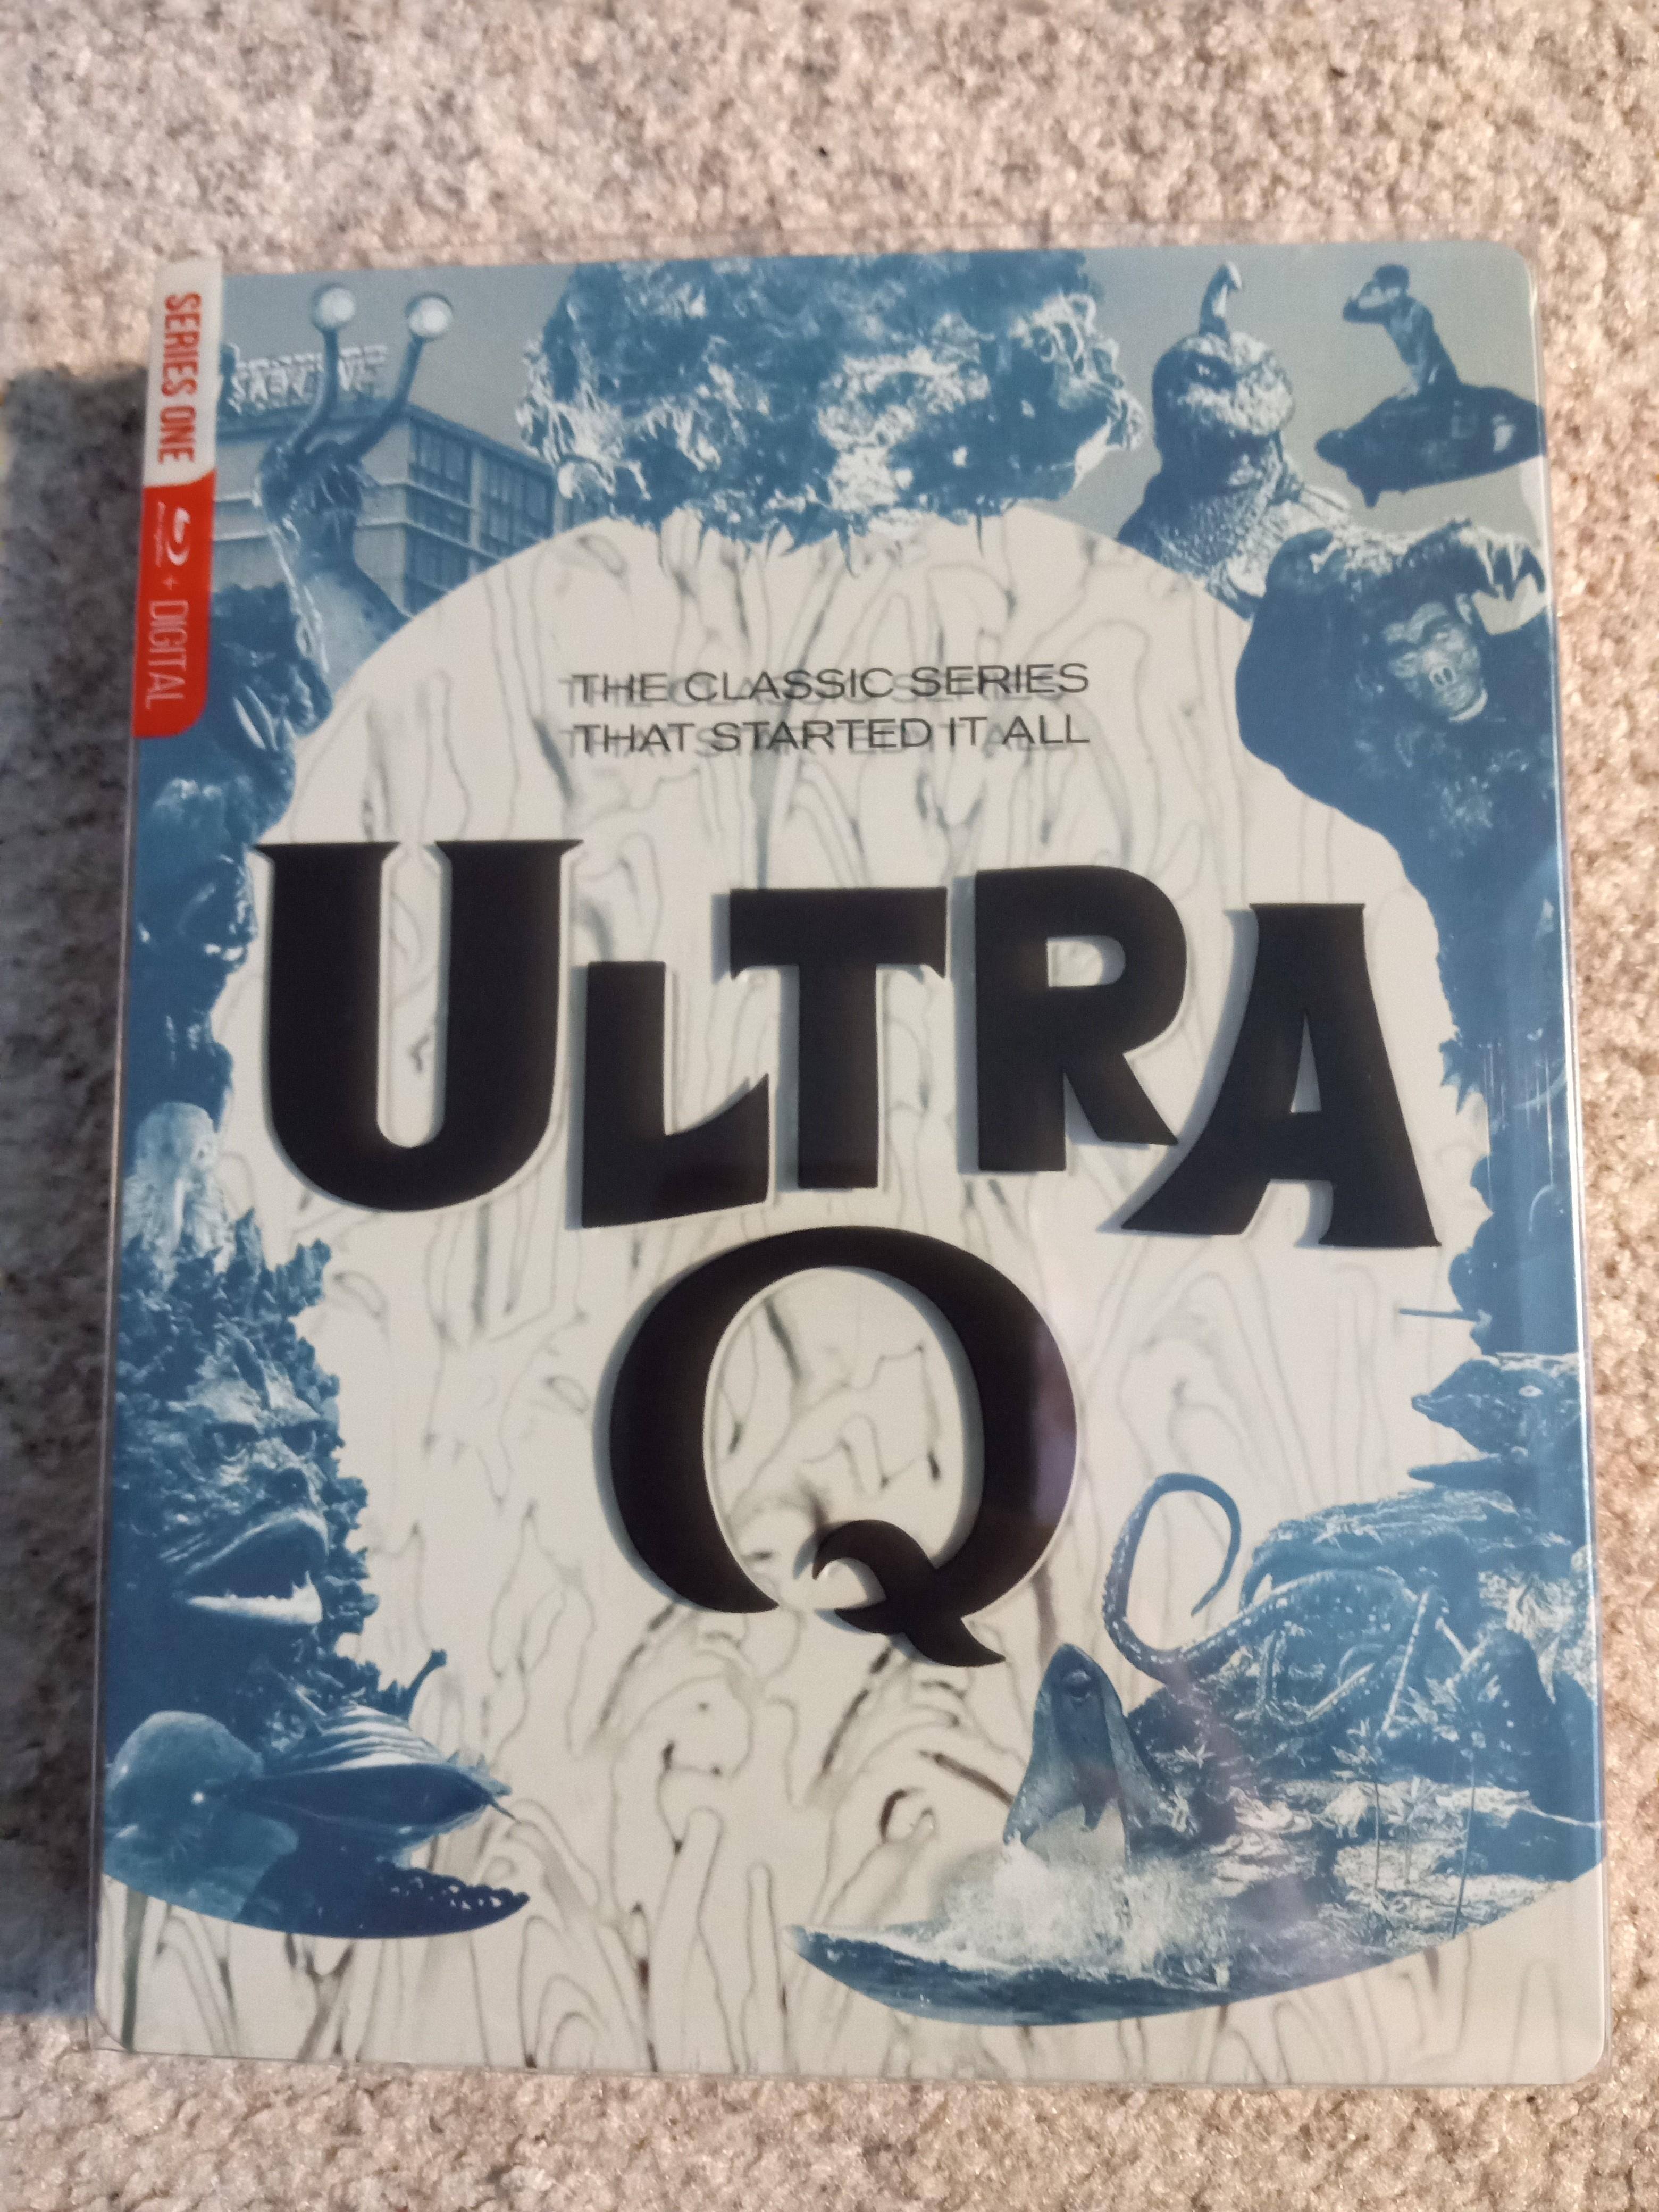 SERIES ONE
+ DIGITAL
THE CLASSIC SERIES
THAT STARTED IT ALL
ULTRA
Q